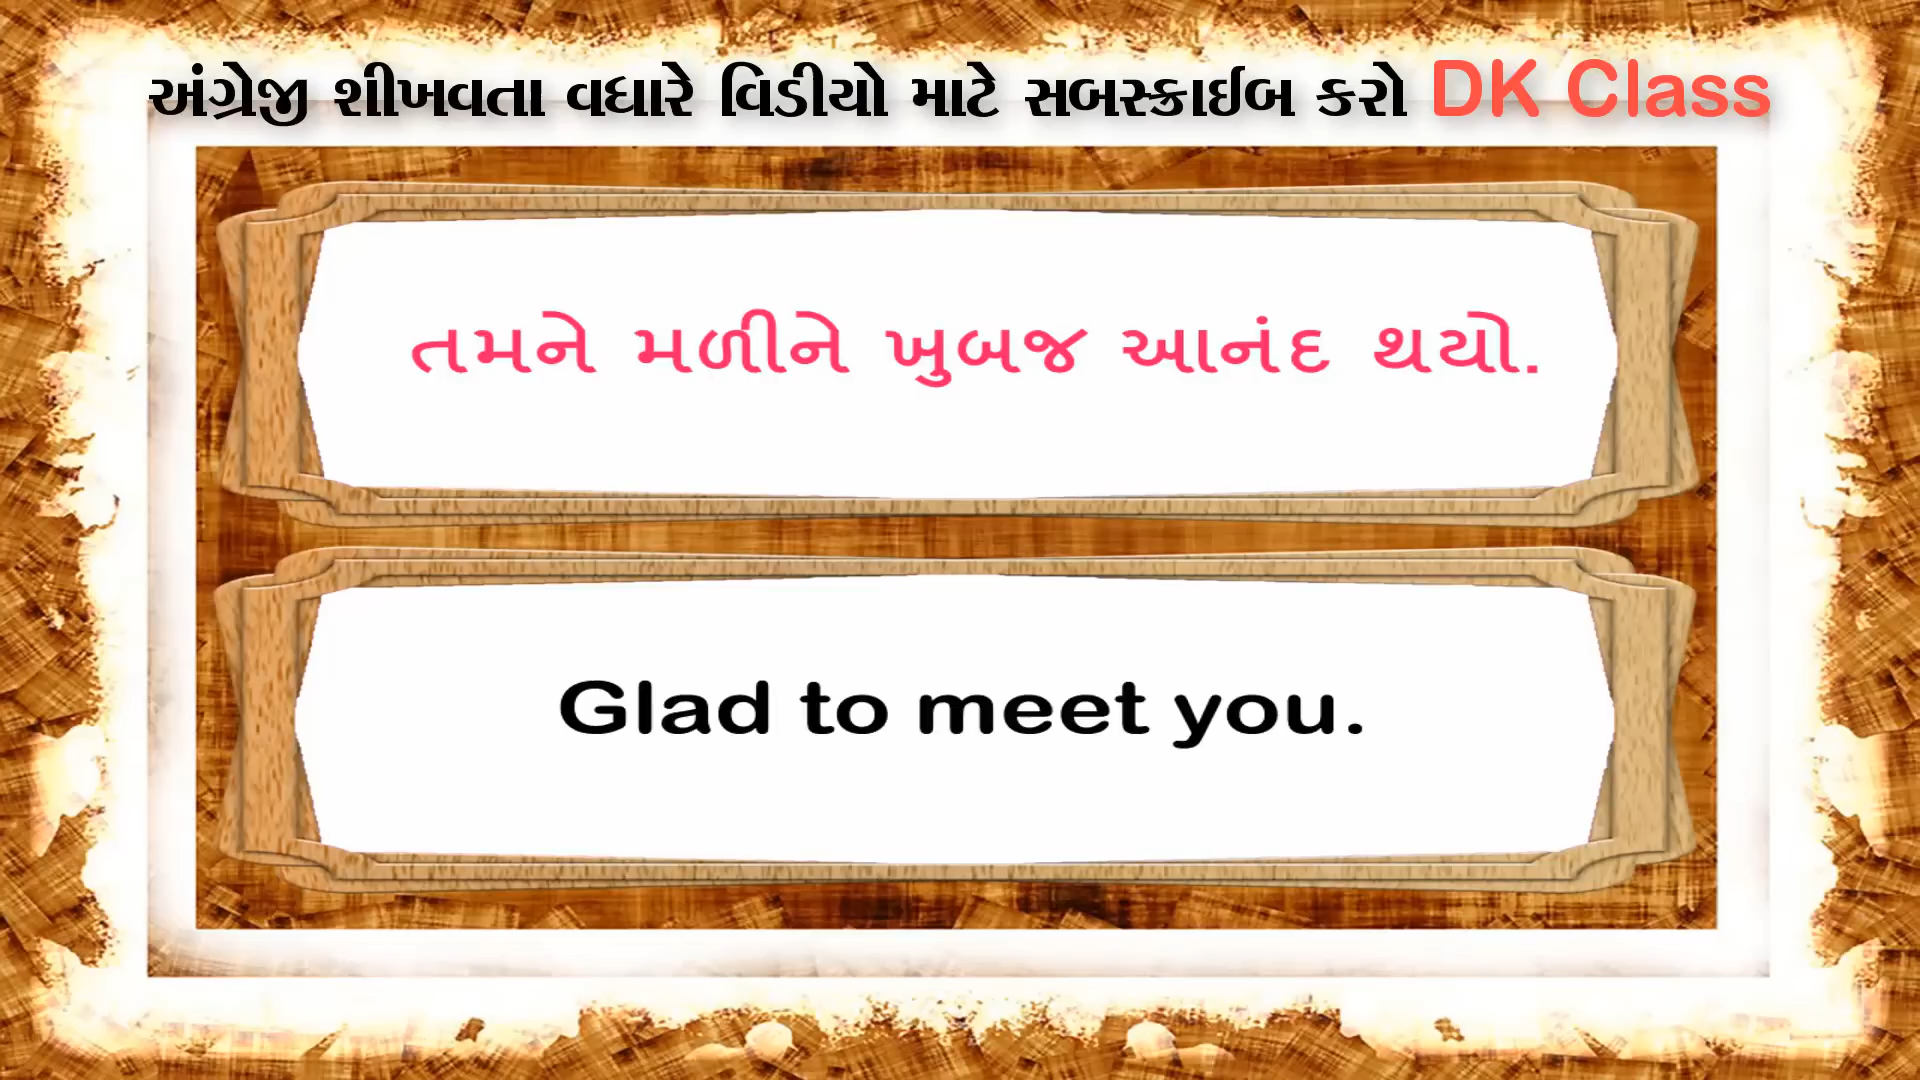 અંગ્રેજી શીખવતા વધારે વિડીયો માટે સબસ્ક્રાઈબ કરો DK Class
તમને મળીને ખુબજ આનંદ થયો.
Glad to meet you.